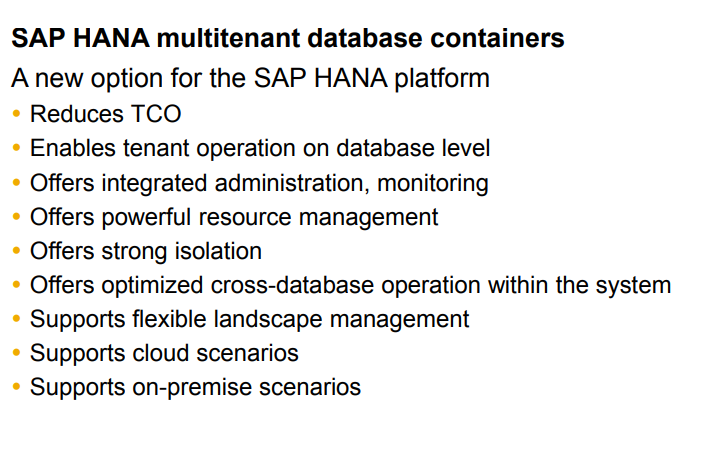 SAP HANA multitenant database containers
A new option for the SAP HANA platform
• Reduces TCO
• Enables tenant operation on database level
• Offers integrated administration, monitoring
• Offers powerful resource management
• Offers strong isolation
• Offers optimized cross-database operation within the system
• Supports flexible landscape management
• Supports cloud scenarios
• Supports on-premise scenarios